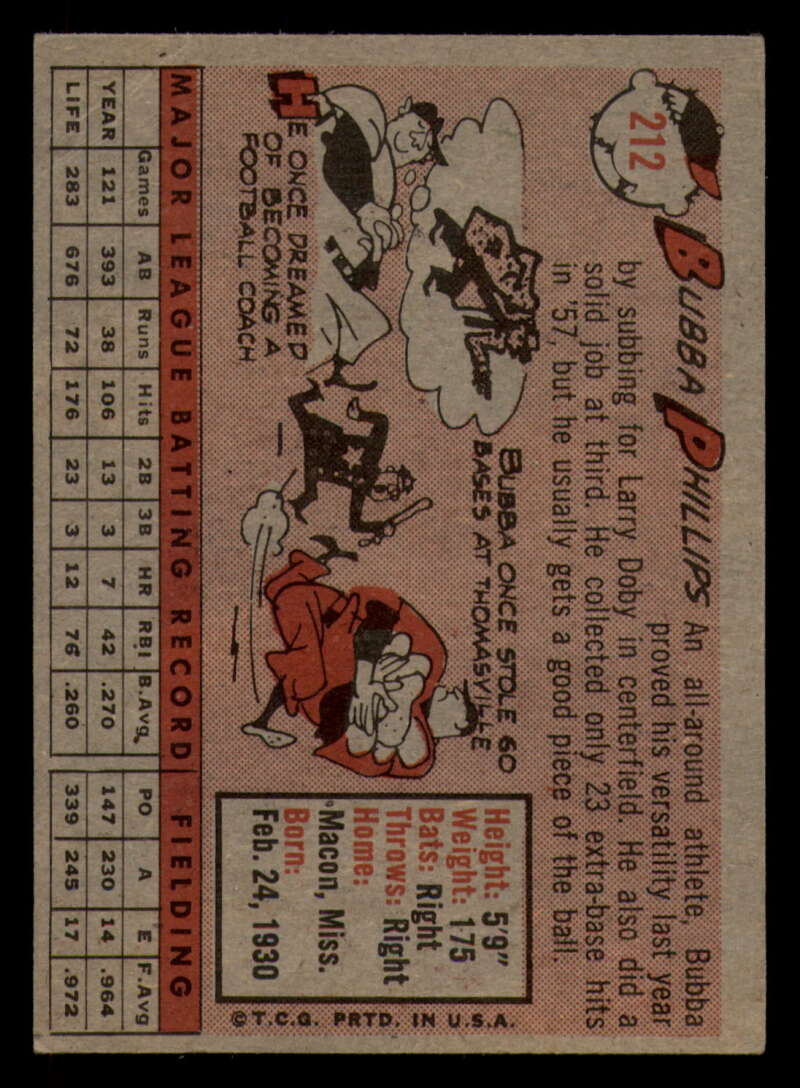 212
BUBBA PHILLIPS
An all-around athlete, Bubba
proved his versatility last year
by subbing for Larry Doby in centerfield. He also did a
solid job at third. He collected only 23 extra-base hits
in '57, but he usually gets a good piece of the ball.
HE ONCE DREAMED
OF BECOMING A
FOOTBALL COACH
BUBBA ONCE STOLE 60
BASES AT THOMASVILLE
Height: 5'9"
Weight: 175
Bats: Right
Throws: Right
Home:
Macon, Miss.
Born:
Feb. 24, 1930
©T.C.G. PRTD. IN U.S.A.
MAJOR LEAGUE BATTING RECORD FIELDING
Games AB Runs Hits 2B 3B HR RBI B.Avg. PO A E F.Avg
YEAR 121 393 38 106 13 3 7 42 .270 147 230 14 .964
LIFE 283 676 72 176 23 3 12 76 .260 339 245 17 .972